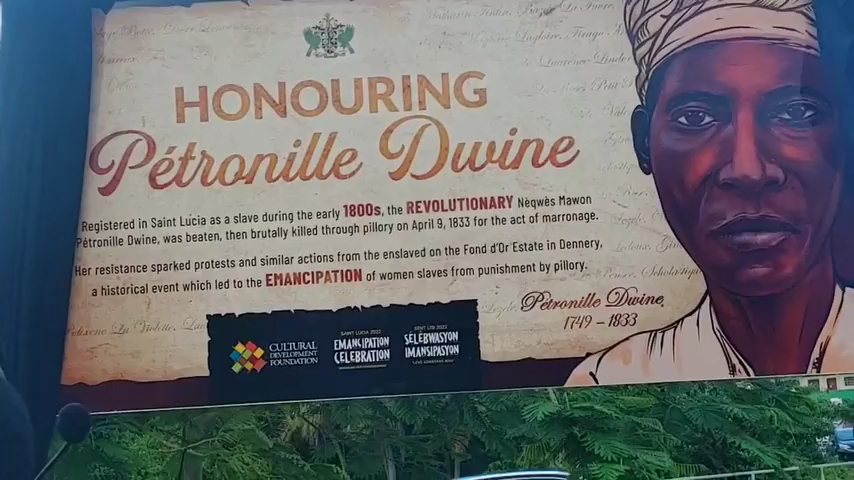 HONOURING
Pétronille Dwine
Registered in Saint Lucia as a slave during the early 1800s, the REVOLUTIONARY Nèqwès Mawon
Pétronille Dwine, was beaten, then brutally killed through pillory on April 9, 1833 for the act of marronage.
Her resistance sparked protests and similar actions from the enslaved on the Fond d'Or Estate in Dennery,
a historical event which led to the EMANCIPATION of women slaves from punishment by pillory.
Pétronille Dwine
1749 – 1833
CULTURAL
DEVELOPMENT
FOUNDATION
SAINT LUCIA 2022
EMANCIPATION
CELEBRATION
SENT LISI 2022
SÉLÈBWASYON
IMANSIPASYON